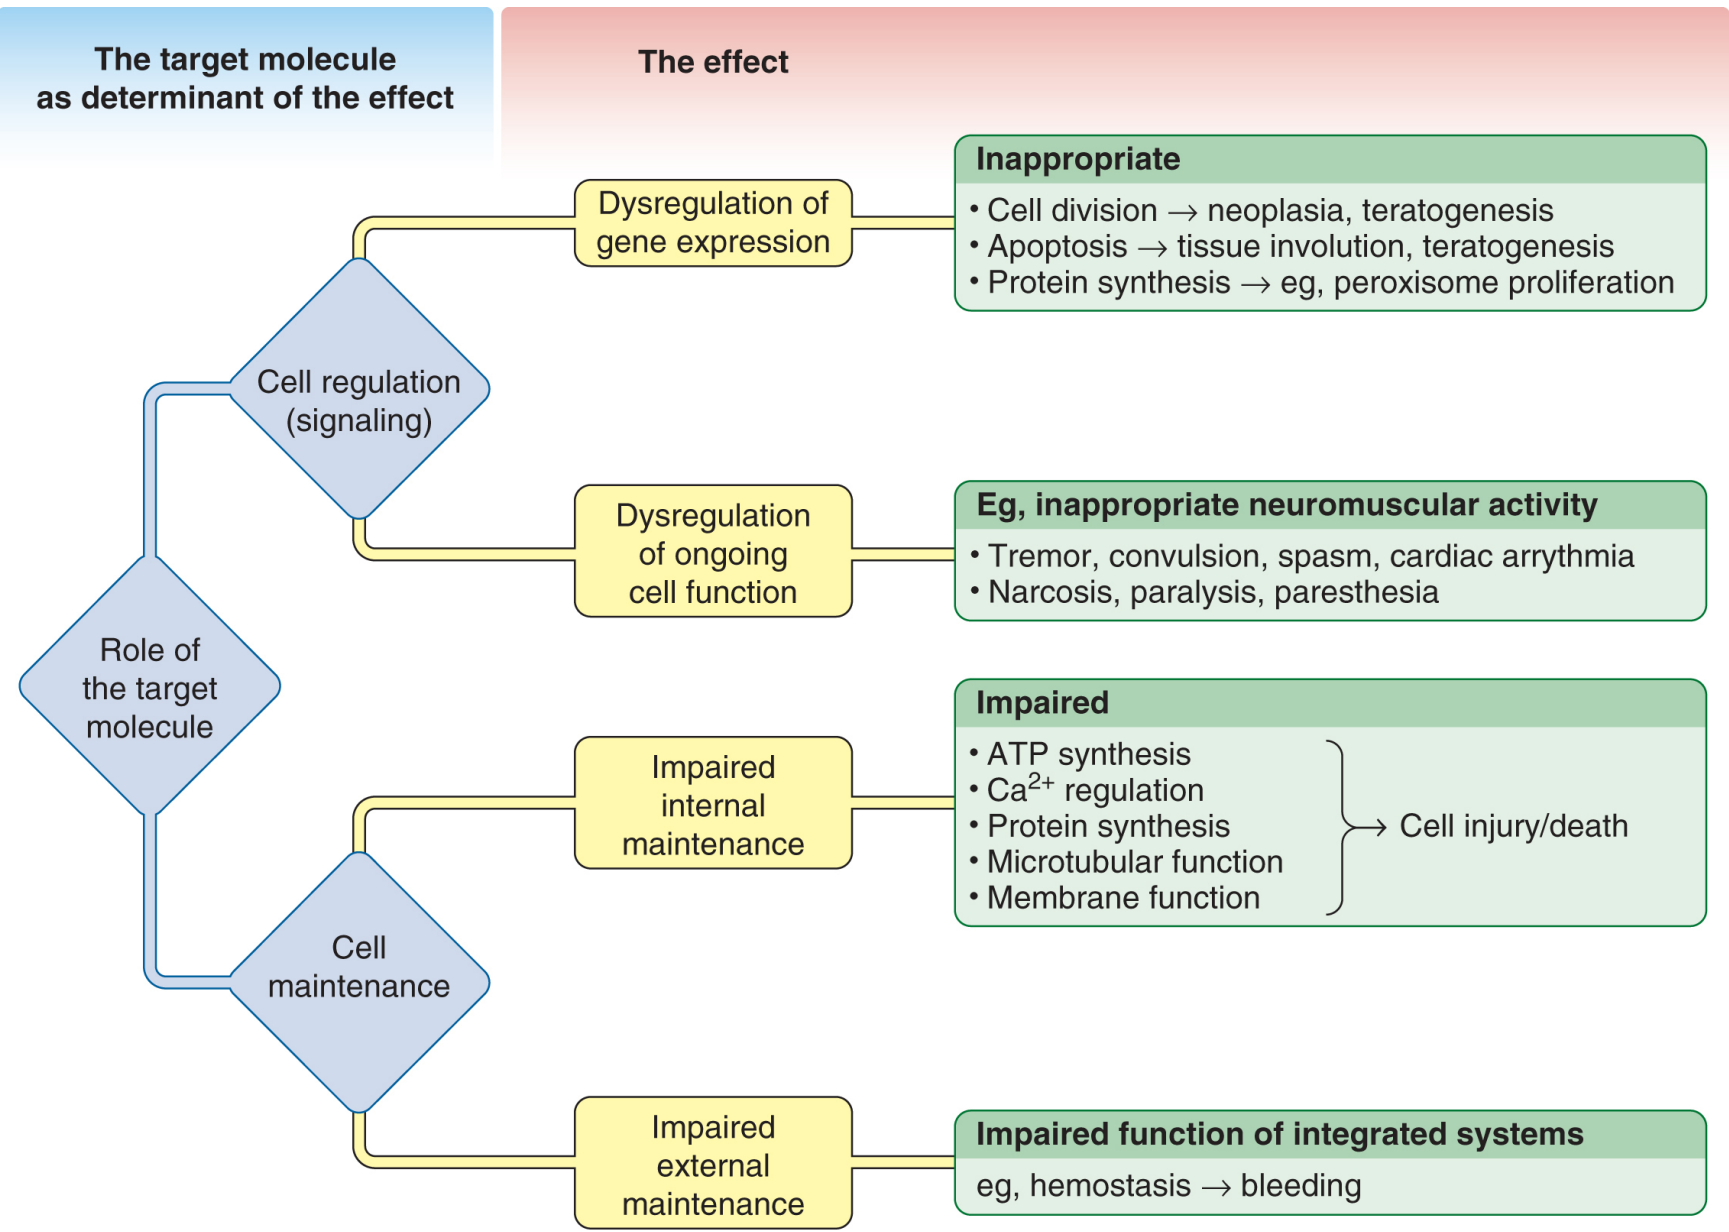 The target molecule
as determinant of the effect
The effect
Role of
the target
molecule
Cell regulation
(signaling)
Dysregulation of
gene expression
Inappropriate
• Cell division → neoplasia, teratogenesis
• Apoptosis → tissue involution, teratogenesis
• Protein synthesis → eg, peroxisome proliferation
Dysregulation
of ongoing
cell function
Eg, inappropriate neuromuscular activity
• Tremor, convulsion, spasm, cardiac arrythmia
• Narcosis, paralysis, paresthesia
Cell
maintenance
Impaired
internal
maintenance
Impaired
• ATP synthesis
• Ca²⁺ regulation
• Protein synthesis
• Microtubular function
• Membrane function
→ Cell injury/death
Impaired
external
maintenance
Impaired function of integrated systems
eg, hemostasis → bleeding